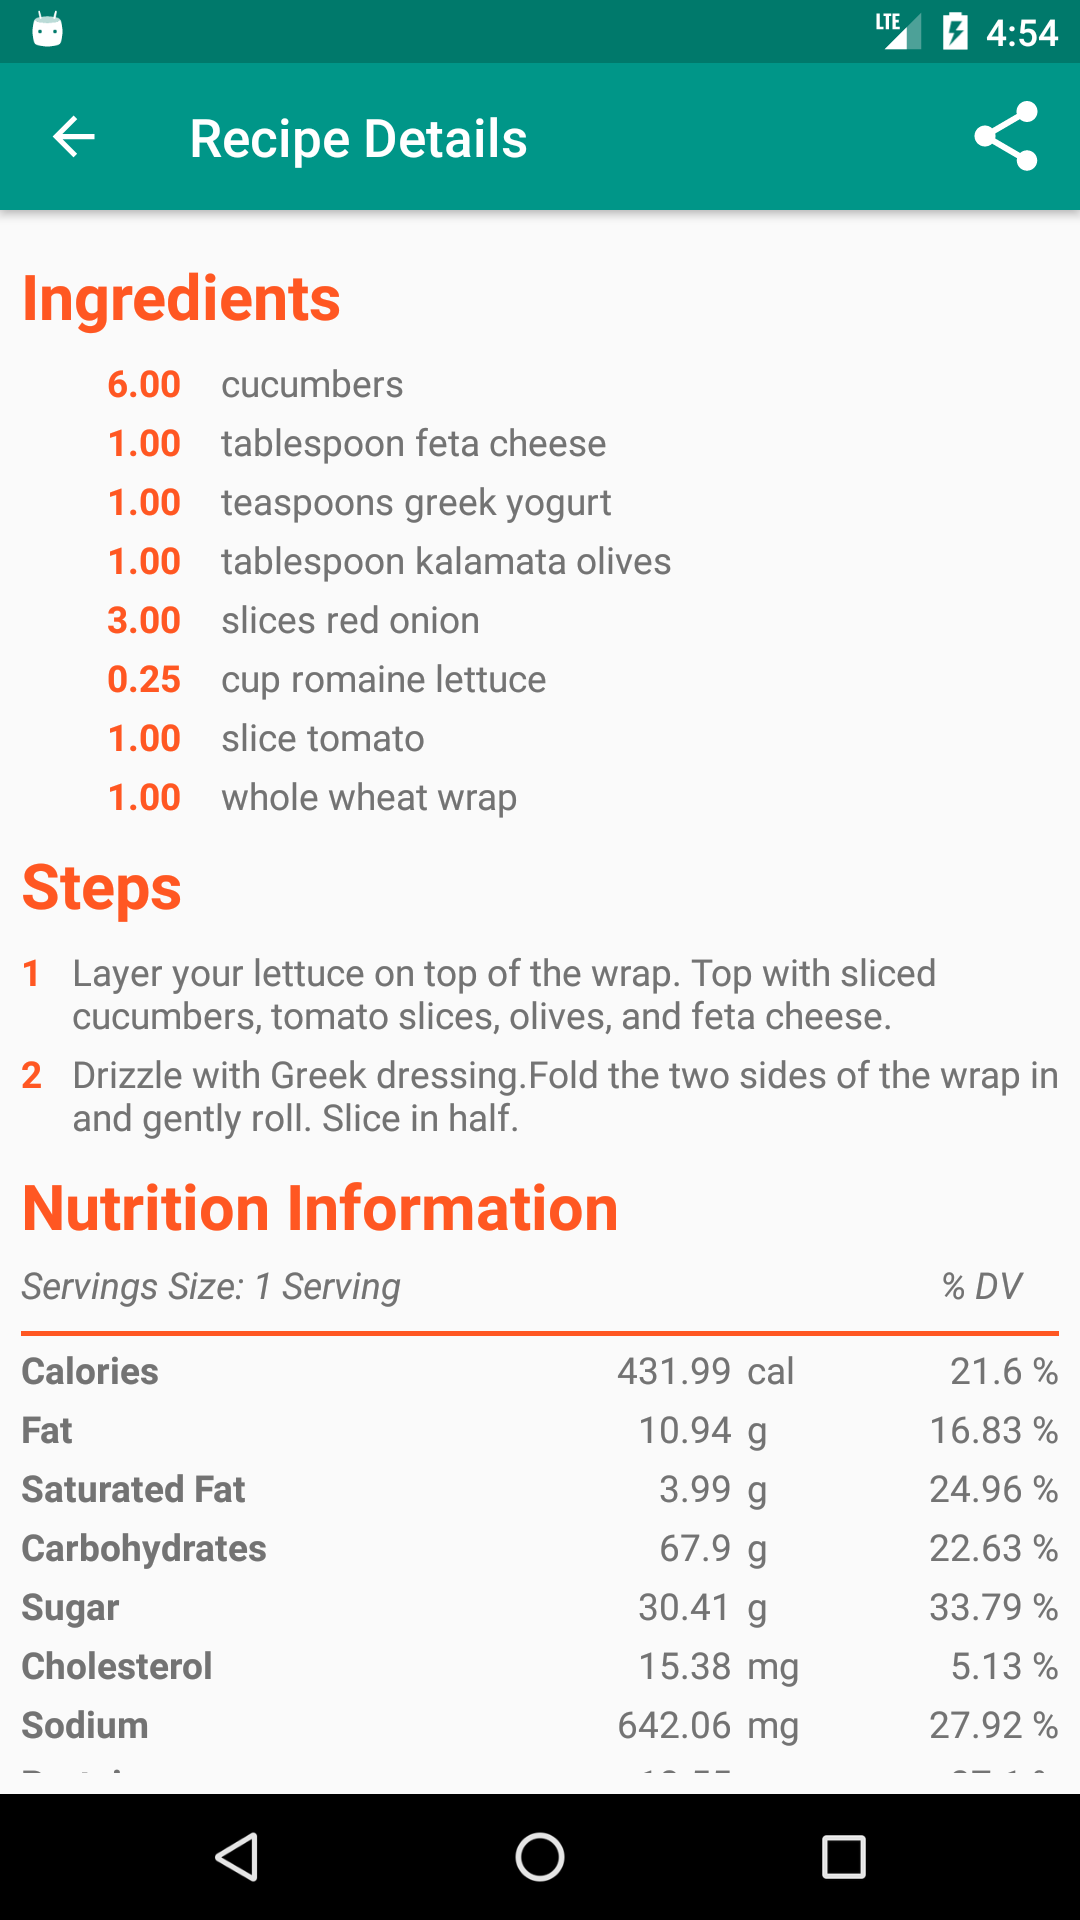 LTE 4:54
Recipe Details
Ingredients
6.00 cucumbers
1.00 tablespoon feta cheese
1.00 teaspoons greek yogurt
1.00 tablespoon kalamata olives
3.00 slices red onion
0.25 cup romaine lettuce
1.00 slice tomato
1.00 whole wheat wrap
Steps
1 Layer your lettuce on top of the wrap. Top with sliced
cucumbers, tomato slices, olives, and feta cheese.
2 Drizzle with Greek dressing.Fold the two sides of the wrap in
and gently roll. Slice in half.
Nutrition Information
Servings Size: 1 Serving % DV
Calories 431.99 cal 21.6 %
Fat 10.94 g 16.83 %
Saturated Fat 3.99 g 24.96 %
Carbohydrates 67.9 g 22.63 %
Sugar 30.41 g 33.79 %
Cholesterol 15.38 mg 5.13 %
Sodium 642.06 mg 27.92 %